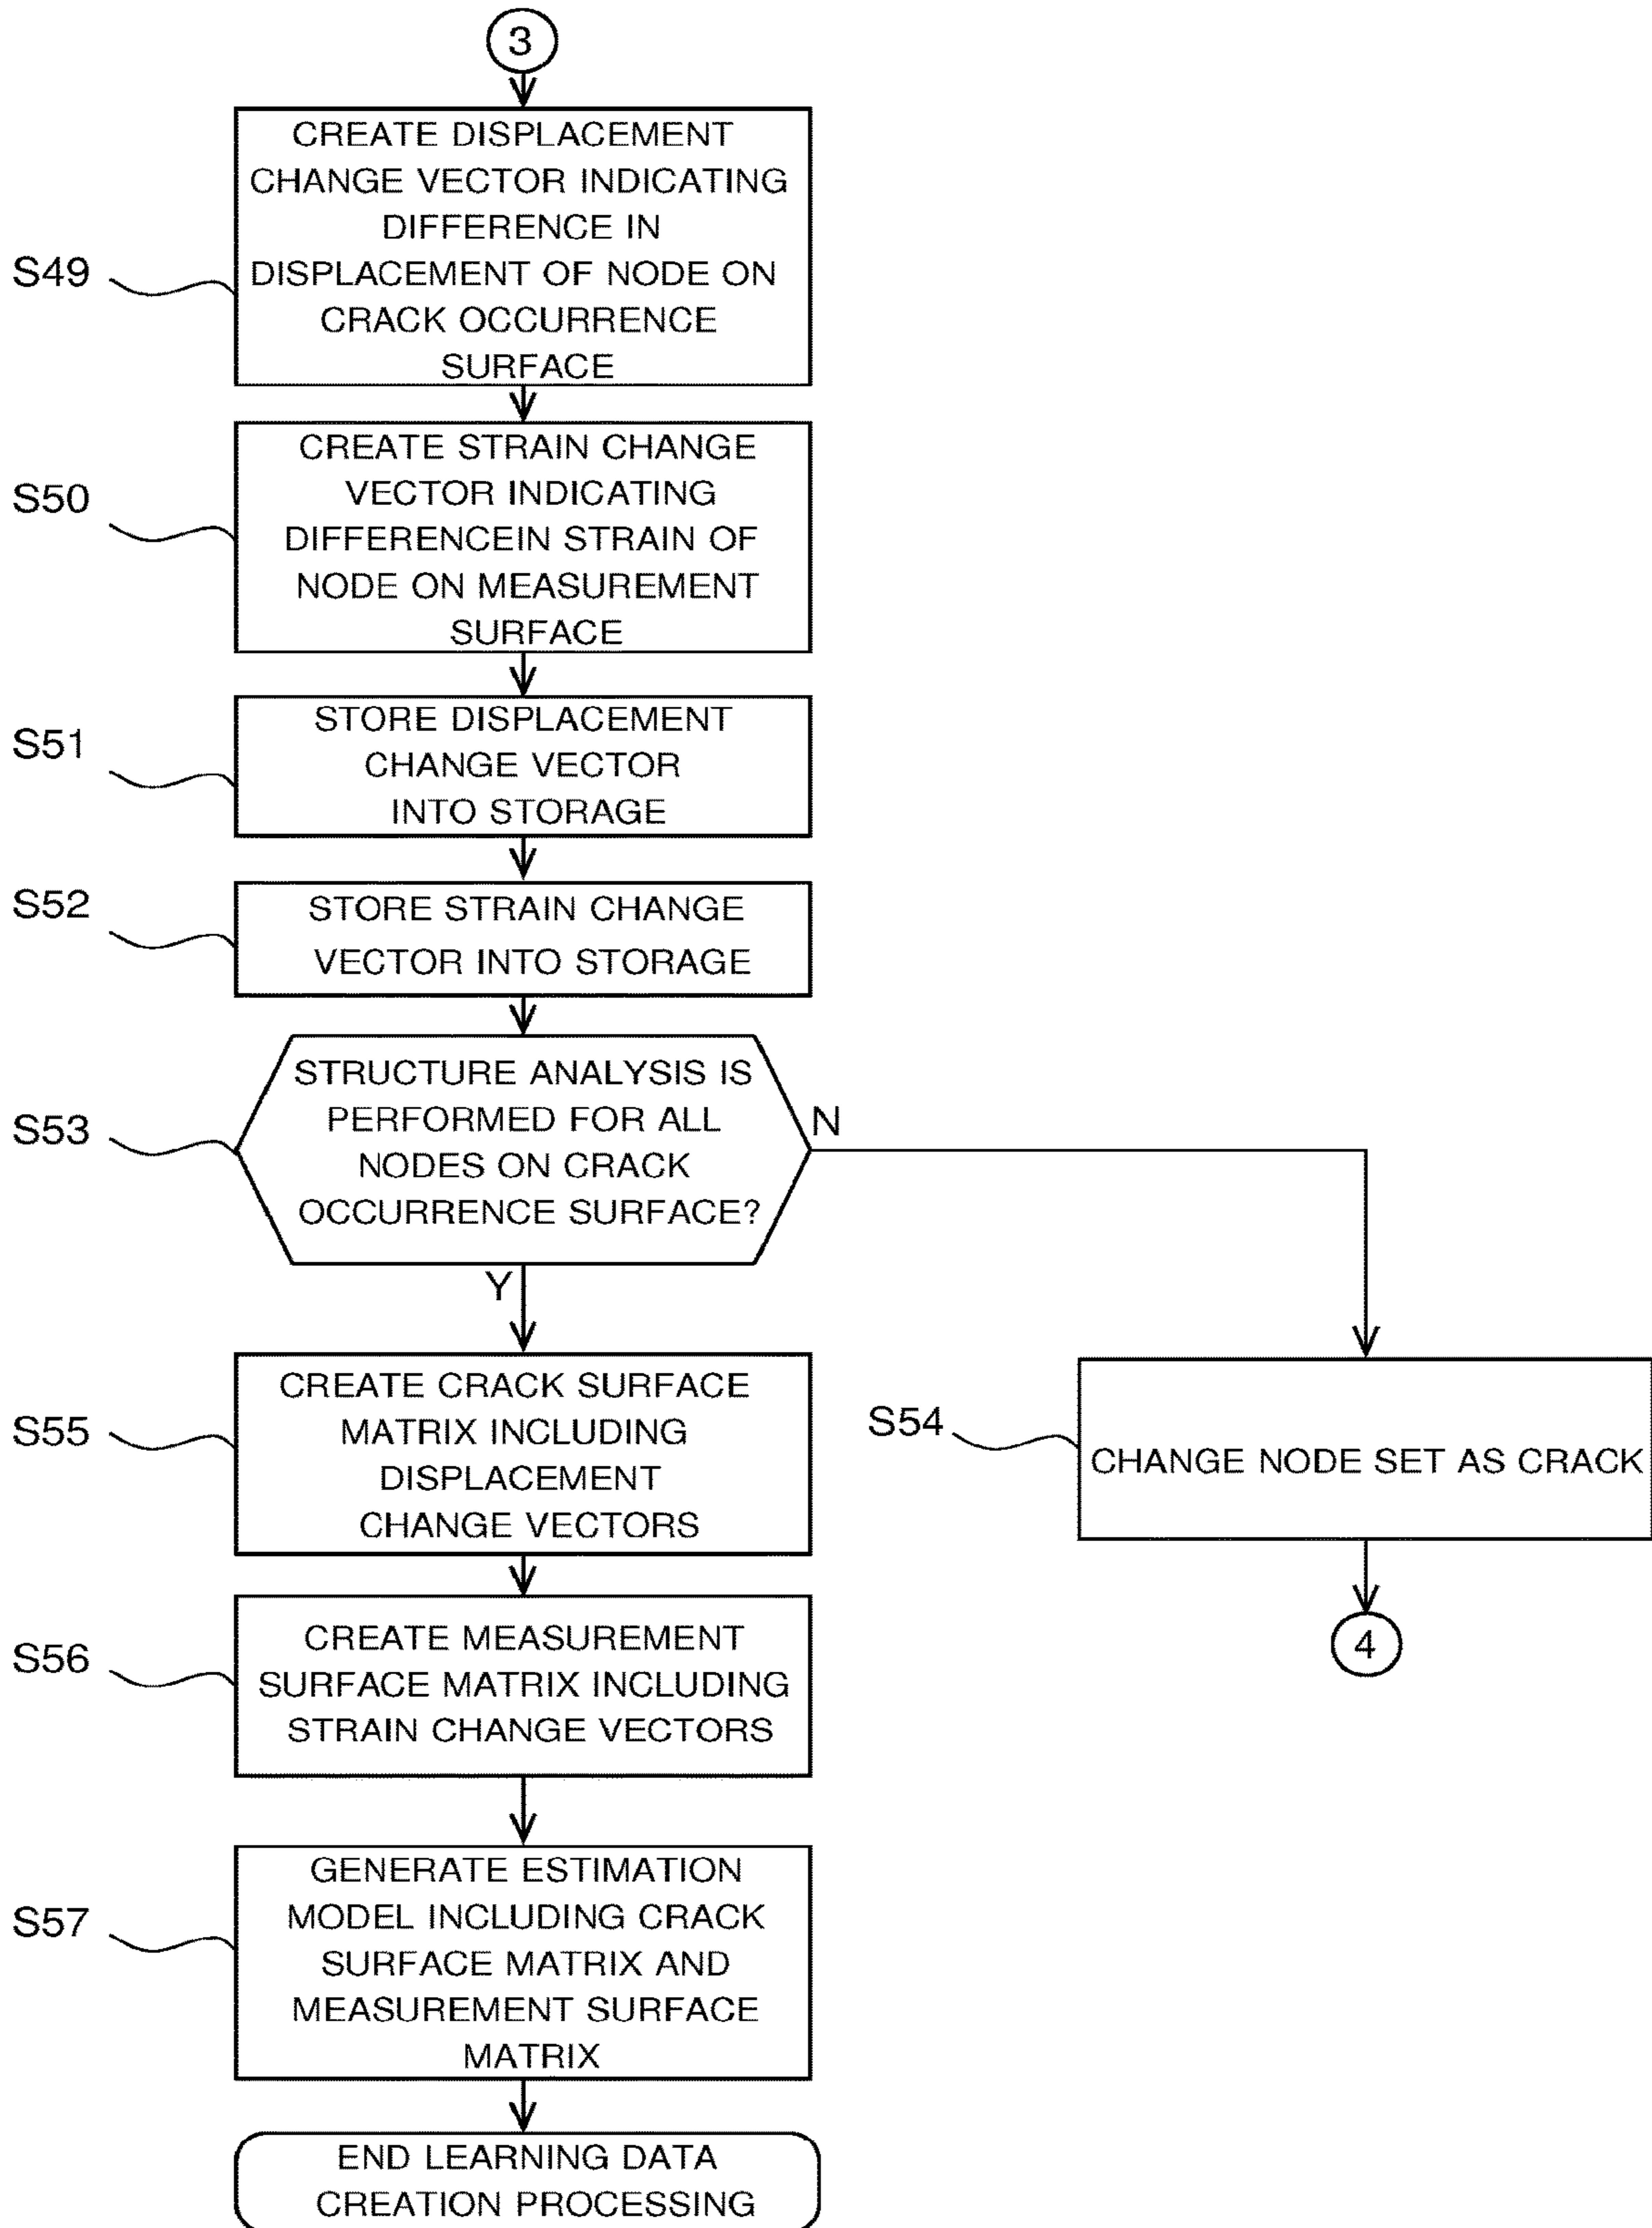 3
CREATE DISPLACEMENT
CHANGE VECTOR INDICATING
DIFFERENCE IN
DISPLACEMENT OF NODE ON
CRACK OCCURRENCE
SURFACE
S49
CREATE STRAIN CHANGE
VECTOR INDICATING
DIFFERENCEIN STRAIN OF
NODE ON MEASUREMENT
SURFACE
S50
STORE DISPLACEMENT
CHANGE VECTOR
INTO STORAGE
S51
STORE STRAIN CHANGE
VECTOR INTO STORAGE
S52
STRUCTURE ANALYSIS IS
PERFORMED FOR ALL
NODES ON CRACK
OCCURRENCE SURFACE?
S53
N
Y
CREATE CRACK SURFACE
MATRIX INCLUDING
DISPLACEMENT
CHANGE VECTORS
S55
S54
CHANGE NODE SET AS CRACK
4
CREATE MEASUREMENT
SURFACE MATRIX INCLUDING
STRAIN CHANGE VECTORS
S56
GENERATE ESTIMATION
MODEL INCLUDING CRACK
SURFACE MATRIX AND
MEASUREMENT SURFACE
MATRIX
S57
END LEARNING DATA
CREATION PROCESSING